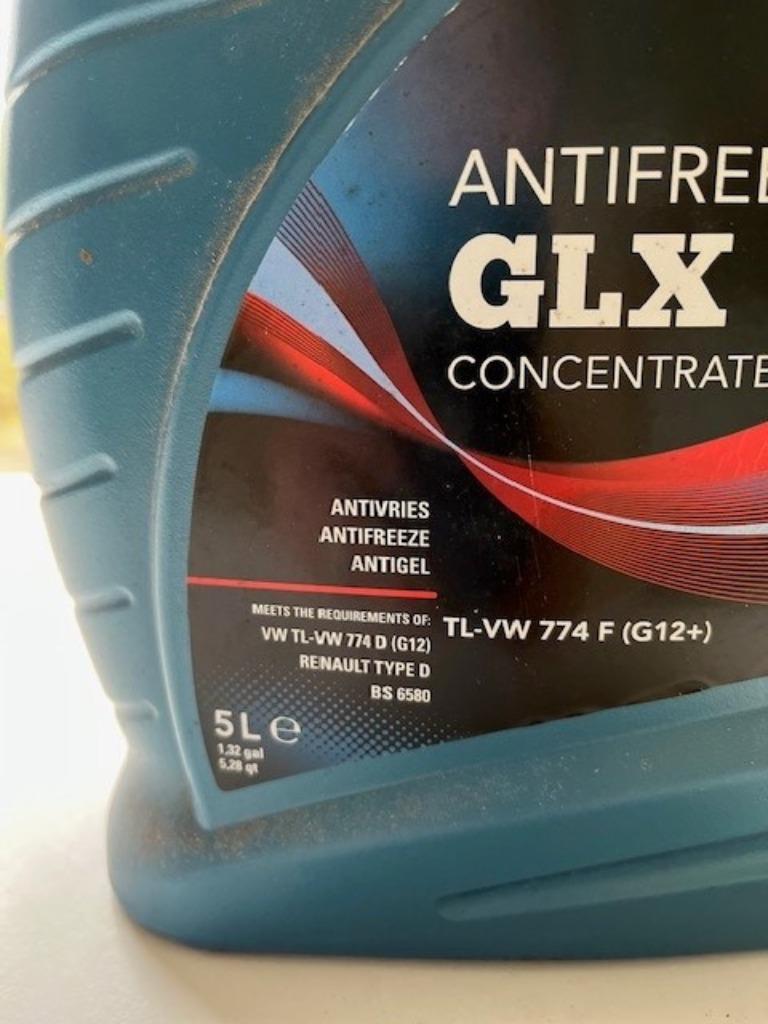 ANTIFREE
GLX
CONCENTRATE
ANTIVRIES
ANTIFREEZE
ANTIGEL
MEETS THE REQUIREMENTS OF:
VW TL-VW 774 D (G12)
RENAULT TYPE D
BS 6580
TL-VW 774 F (G12+)
5L e
1,32 gal
5,28 qt